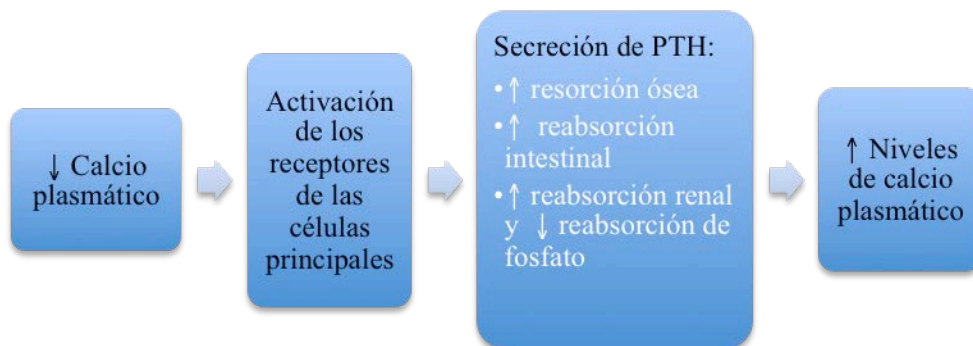 ↓ Calcio
plasmático
Activación
de los
receptores
de las
células
principales
Secreción de PTH:
•↑ resorción ósea
•↑ reabsorción
intestinal
•↑ reabsorción renal
y ↓ reabsorción de
fosfato
↑ Niveles
de calcio
plasmático